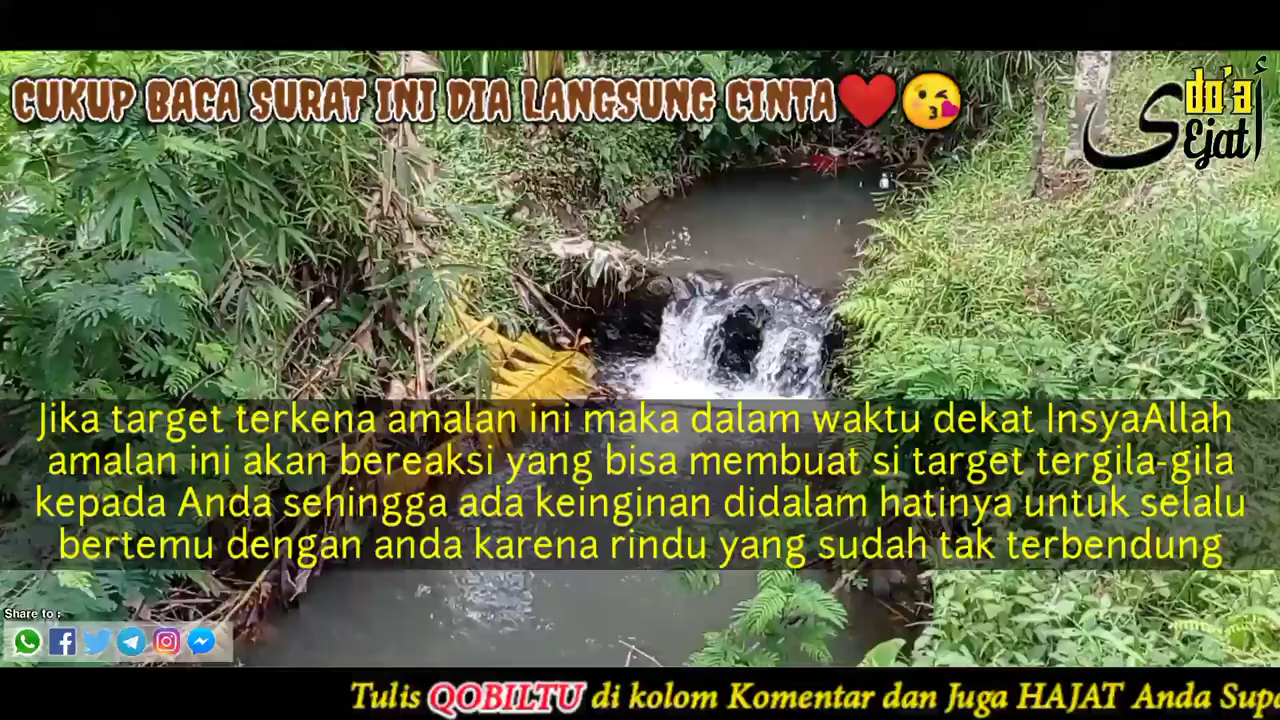 CUKUP BACA SURAT INI DIA LANGSUNG CINTA❤️😘
do'a
Ejati
Jika target terkena amalan ini maka dalam waktu dekat InsyaAllah
amalan ini akan bereaksi yang bisa membuat si target tergila-gila
kepada Anda sehingga ada keinginan didalam hatinya untuk selalu
bertemu dengan anda karena rindu yang sudah tak terbendung
Share to :
Tulis QOBILTU di kolom Komentar dan Juga HAJAT Anda Supa